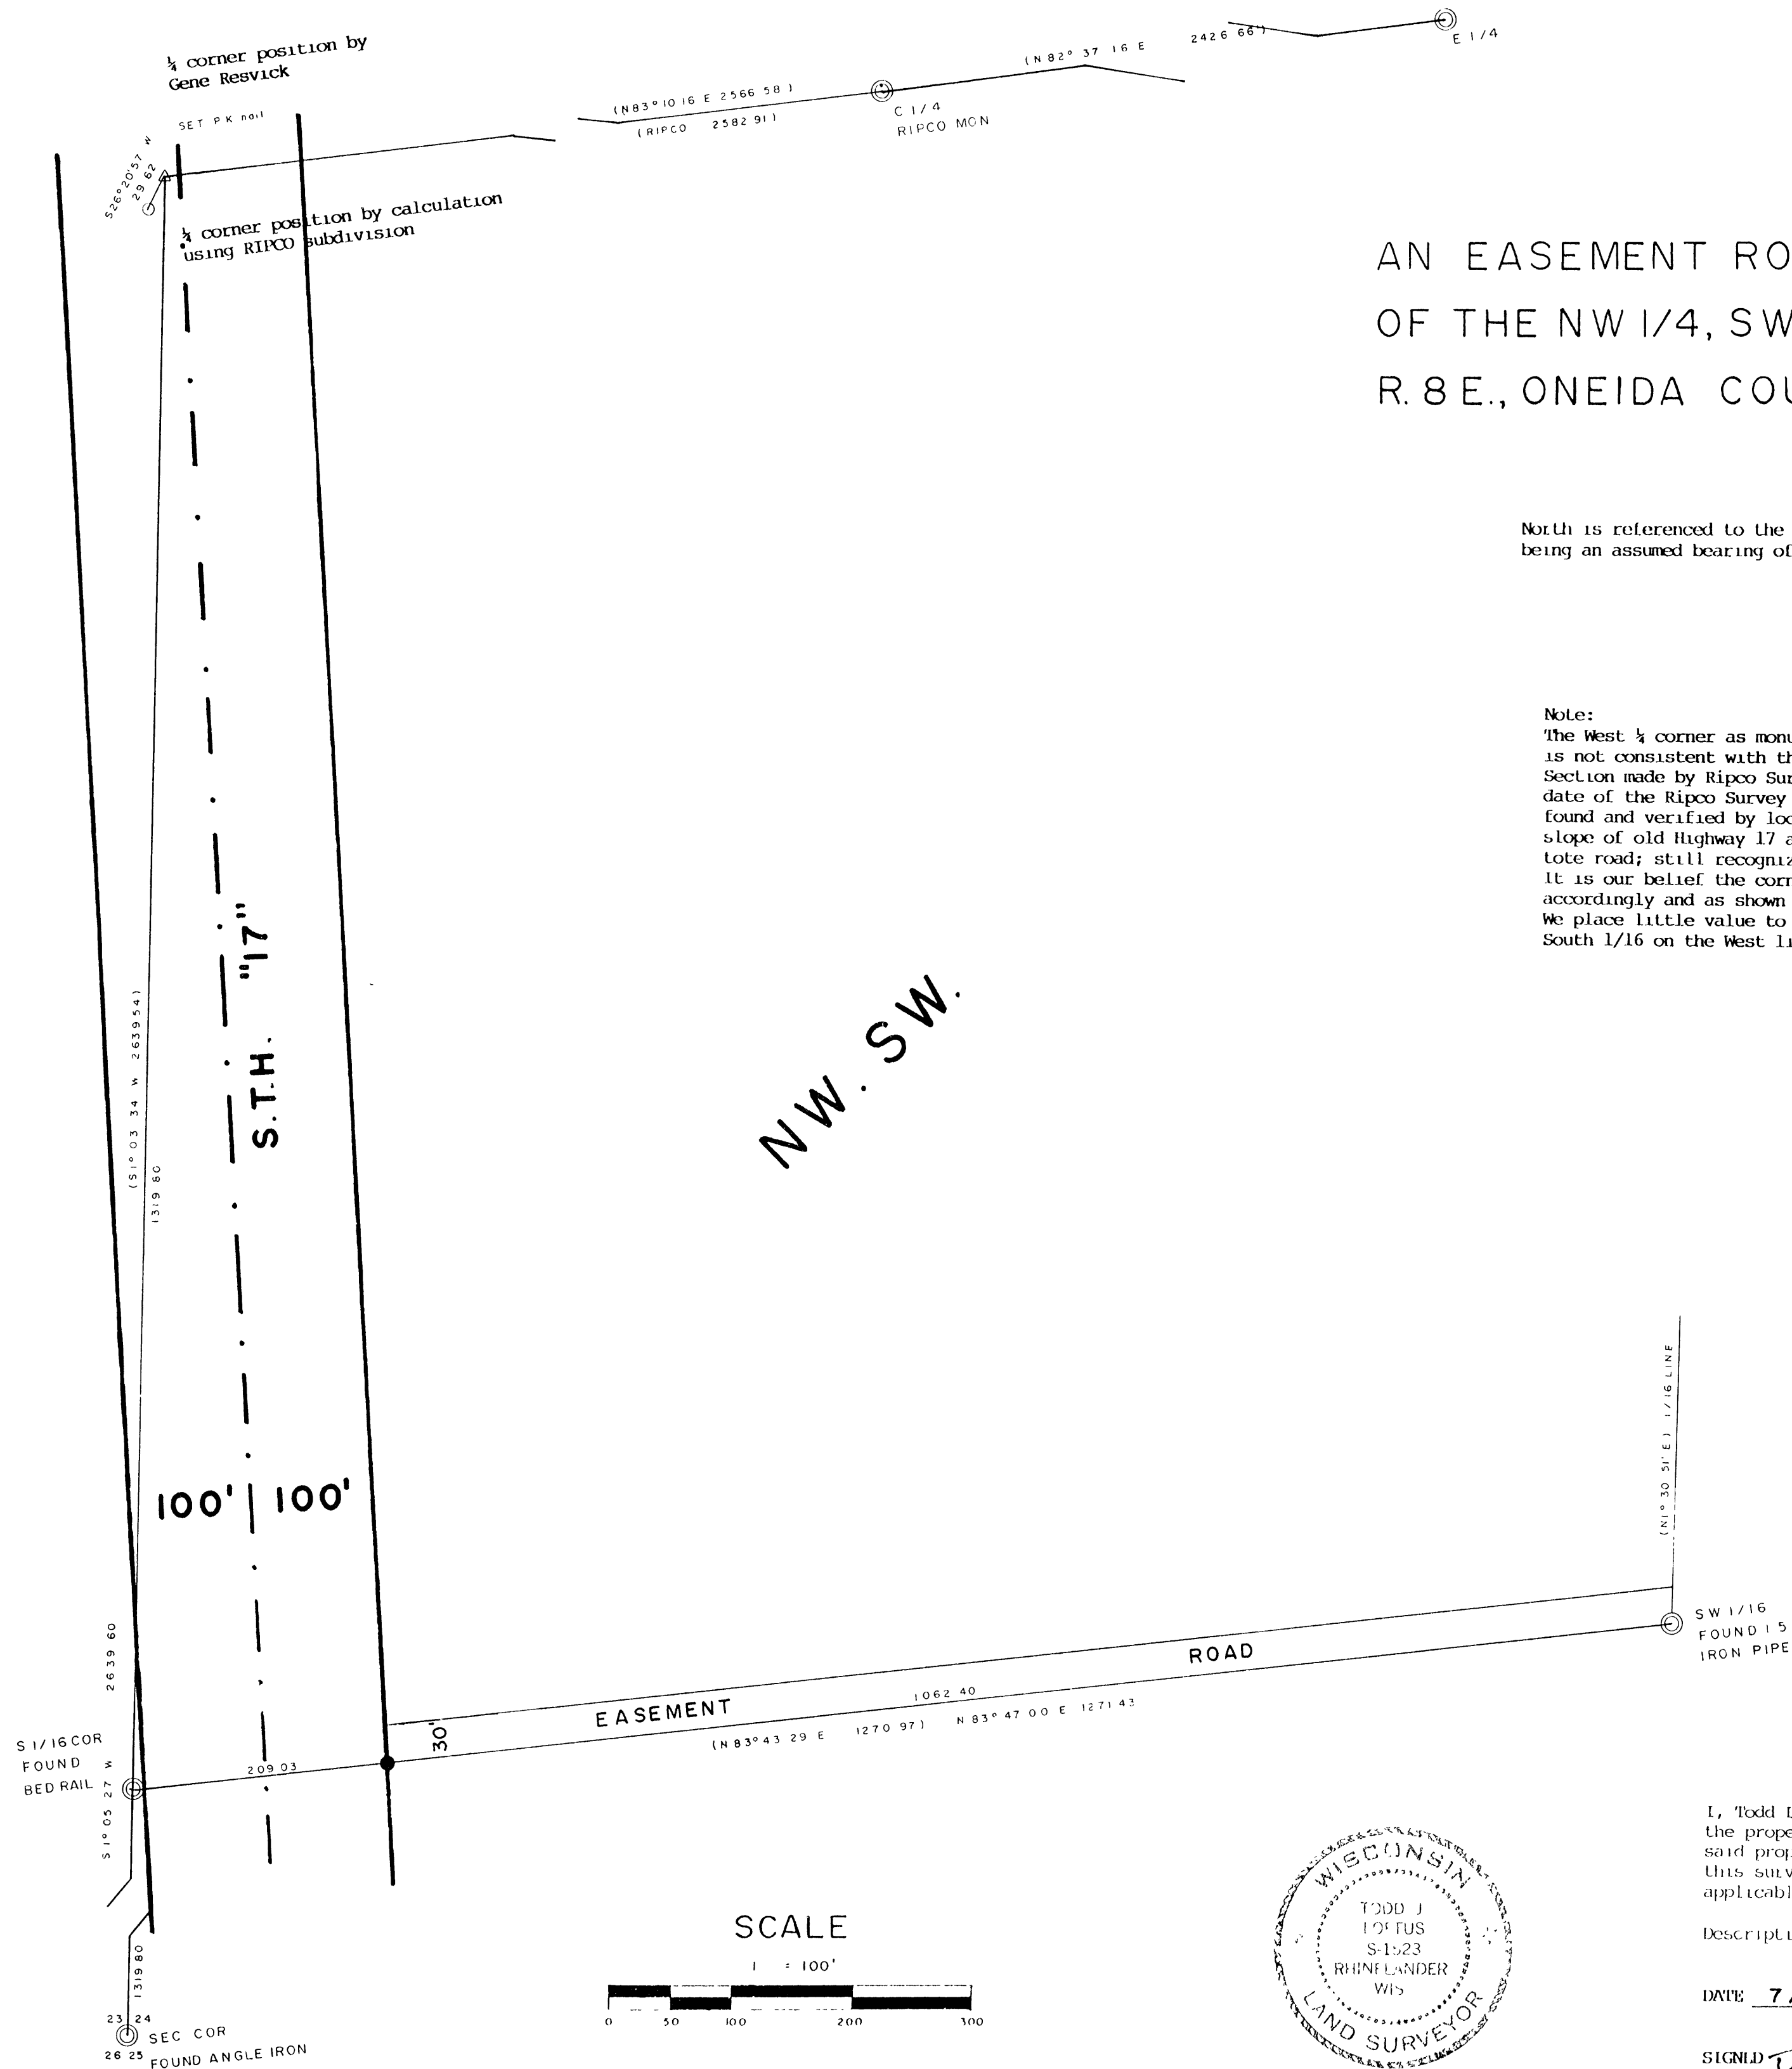 ¼ corner position by
Gene Resvick
SET P K nail
S26°20'57 W
29 62
¼ corner position by calculation
using RIPCO subdivision
(N83°10 16 E 2566 58)
(RIPCO 2582 91)
C 1/4
RIPCO MON
(N 82° 37 16 E 2426 66')
E 1/4
AN EASEMENT RO
OF THE NW 1/4, SW
R. 8 E., ONEIDA COU
North is referenced to the
being an assumed bearing of
Note:
The West ¼ corner as monu
is not consistent with th
Section made by Ripco Sur
date of the Ripco Survey
found and verified by loc
slope of old Highway 17 a
tote road; still recogniz
It is our belief the corn
accordingly and as shown
We place little value to
South 1/16 on the West li
(S1° 03 34 W 2639 54)
1319 80
S.T.H. "17"
NW. SW.
100' 100'
(N1° 30 51' E) 1/16 LINE
SW 1/16
FOUND 1 5
IRON PIPE
EASEMENT ROAD
30'
1062 40
(N 83° 43 29 E 1270 97) N 83° 47 00 E 1271 43
209 03
S 1/16 COR
FOUND
BED RAIL
S 1° 05 27 W 2639 60
1319 80
23 24
26 25
SEC COR
FOUND ANGLE IRON
SCALE
1 = 100'
0 50 100 200 300
WISCONSIN
TODD J
LOFTUS
S-1523
RHINELANDER
WIS
LAND SURVEYOR
I, Todd
the prope
said prop
this surv
applicabl
Descripti
DATE 7
SIGNED